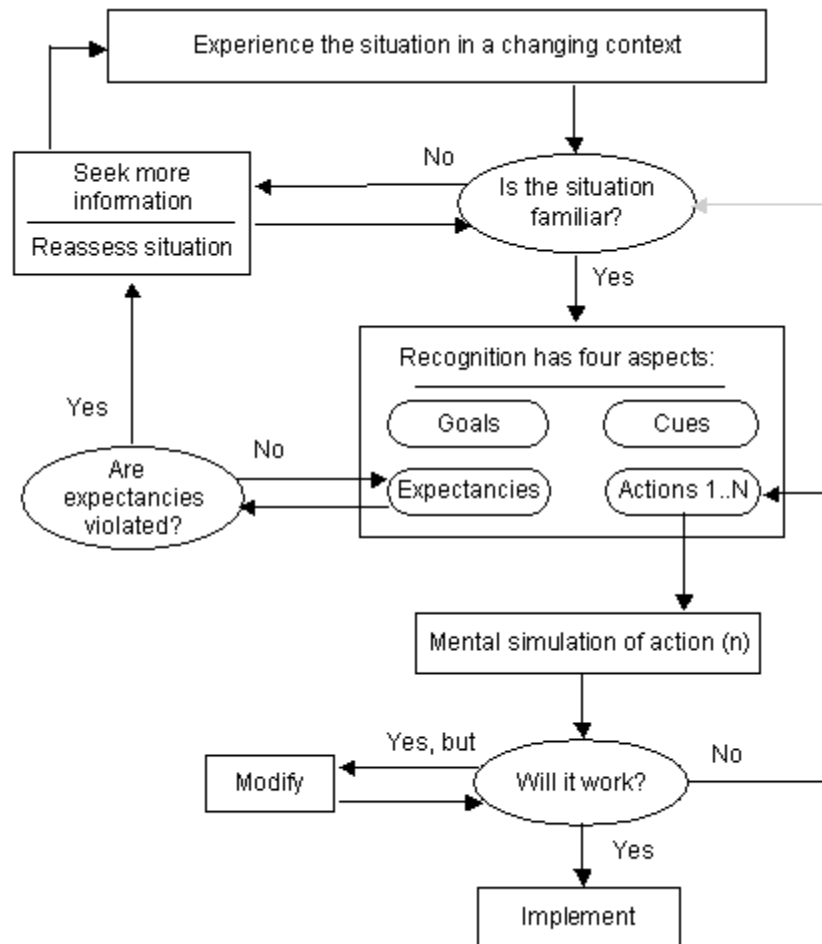 Experience the situation in a changing context
No
Seek more
information
Reassess situation
Is the situation
familiar?
Yes
Recognition has four aspects:
Goals
Cues
Yes
No
Are
expectancies
violated?
Expectancies
Actions 1..N
Mental simulation of action (n)
Yes, but
No
Modify
Will it work?
Yes
Implement